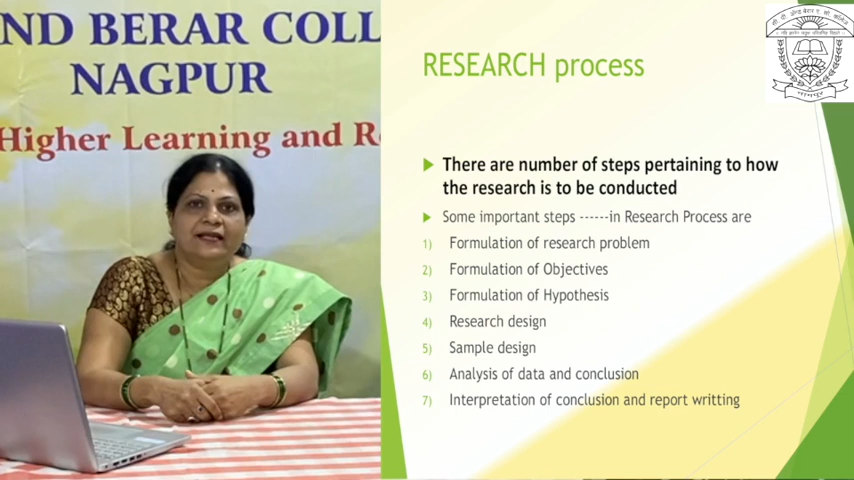 ND BERAR COLL
NAGPUR
Higher Learning and R
RESEARCH process
There are number of steps pertaining to how
the research is to be conducted
Some important steps ------in Research Process are
1) Formulation of research problem
2) Formulation of Objectives
3) Formulation of Hypothesis
4) Research design
5) Sample design
6) Analysis of data and conclusion
7) Interpretation of conclusion and report writting
नागपूर